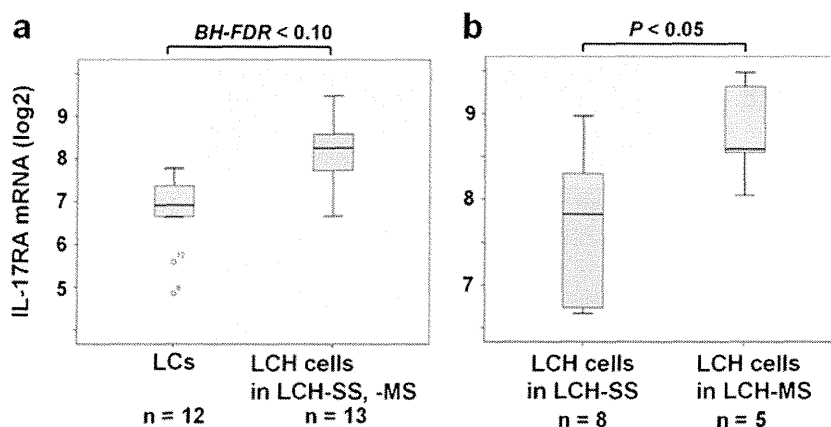 a
BH-FDR < 0.10
IL-17RA mRNA (log2)
9
8
7
6
5
LCs
LCH cells
in LCH-SS, -MS
n = 12
n = 13
b
P < 0.05
9
8
7
LCH cells
in LCH-SS
LCH cells
in LCH-MS
n = 8
n = 5